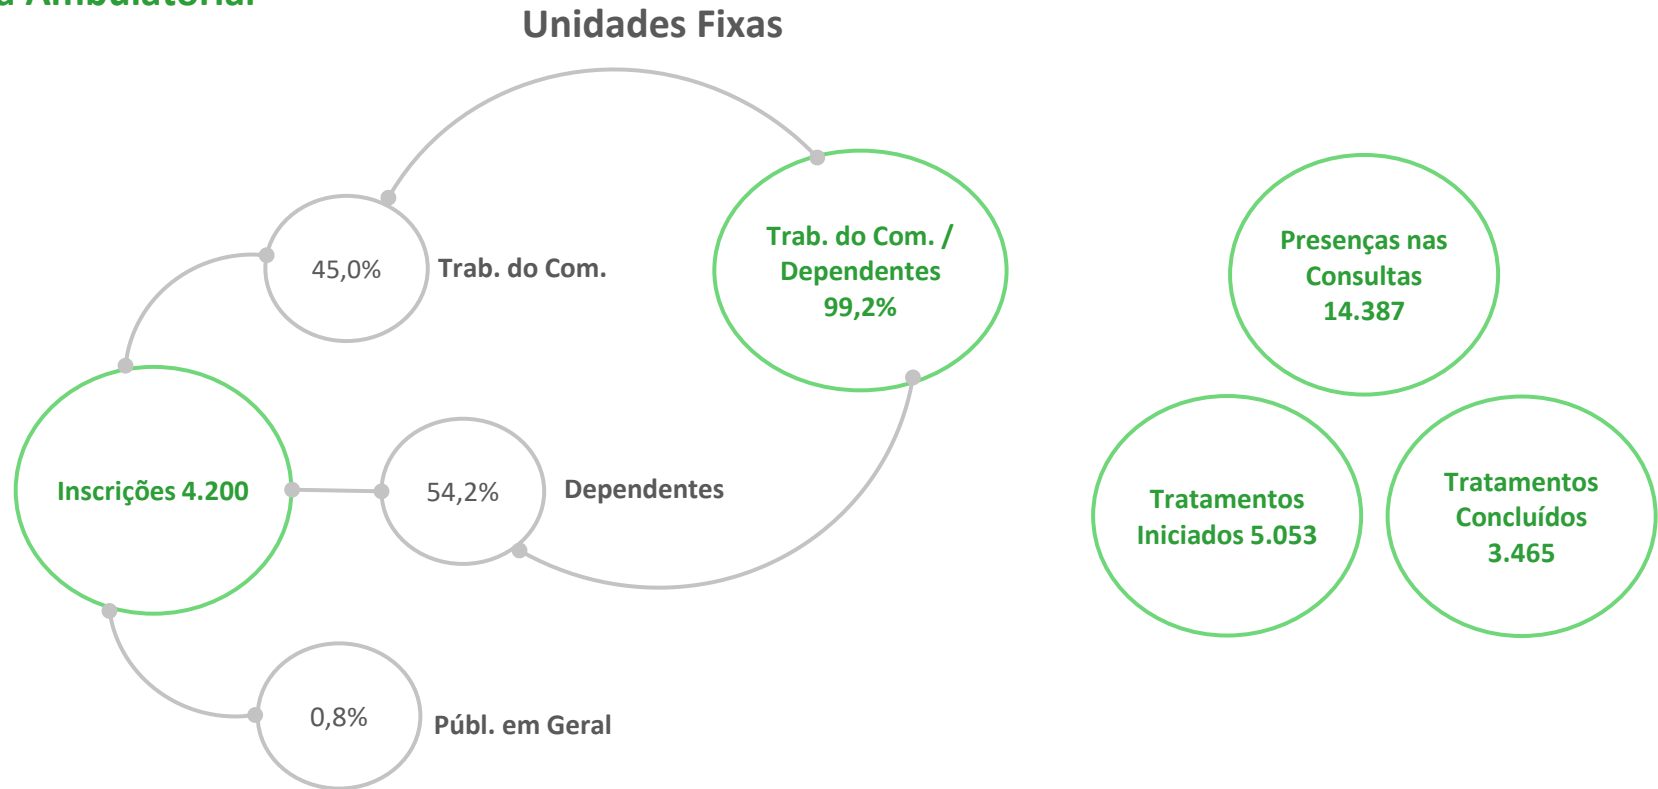 Unidades Fixas
45,0%
Trab. do Com.
Trab. do Com. /
Dependentes
99,2%
Inscrições 4.200
54,2%
Dependentes
0,8%
Públ. em Geral
Presenças nas
Consultas
14.387
Tratamentos
Iniciados 5.053
Tratamentos
Concluídos
3.465